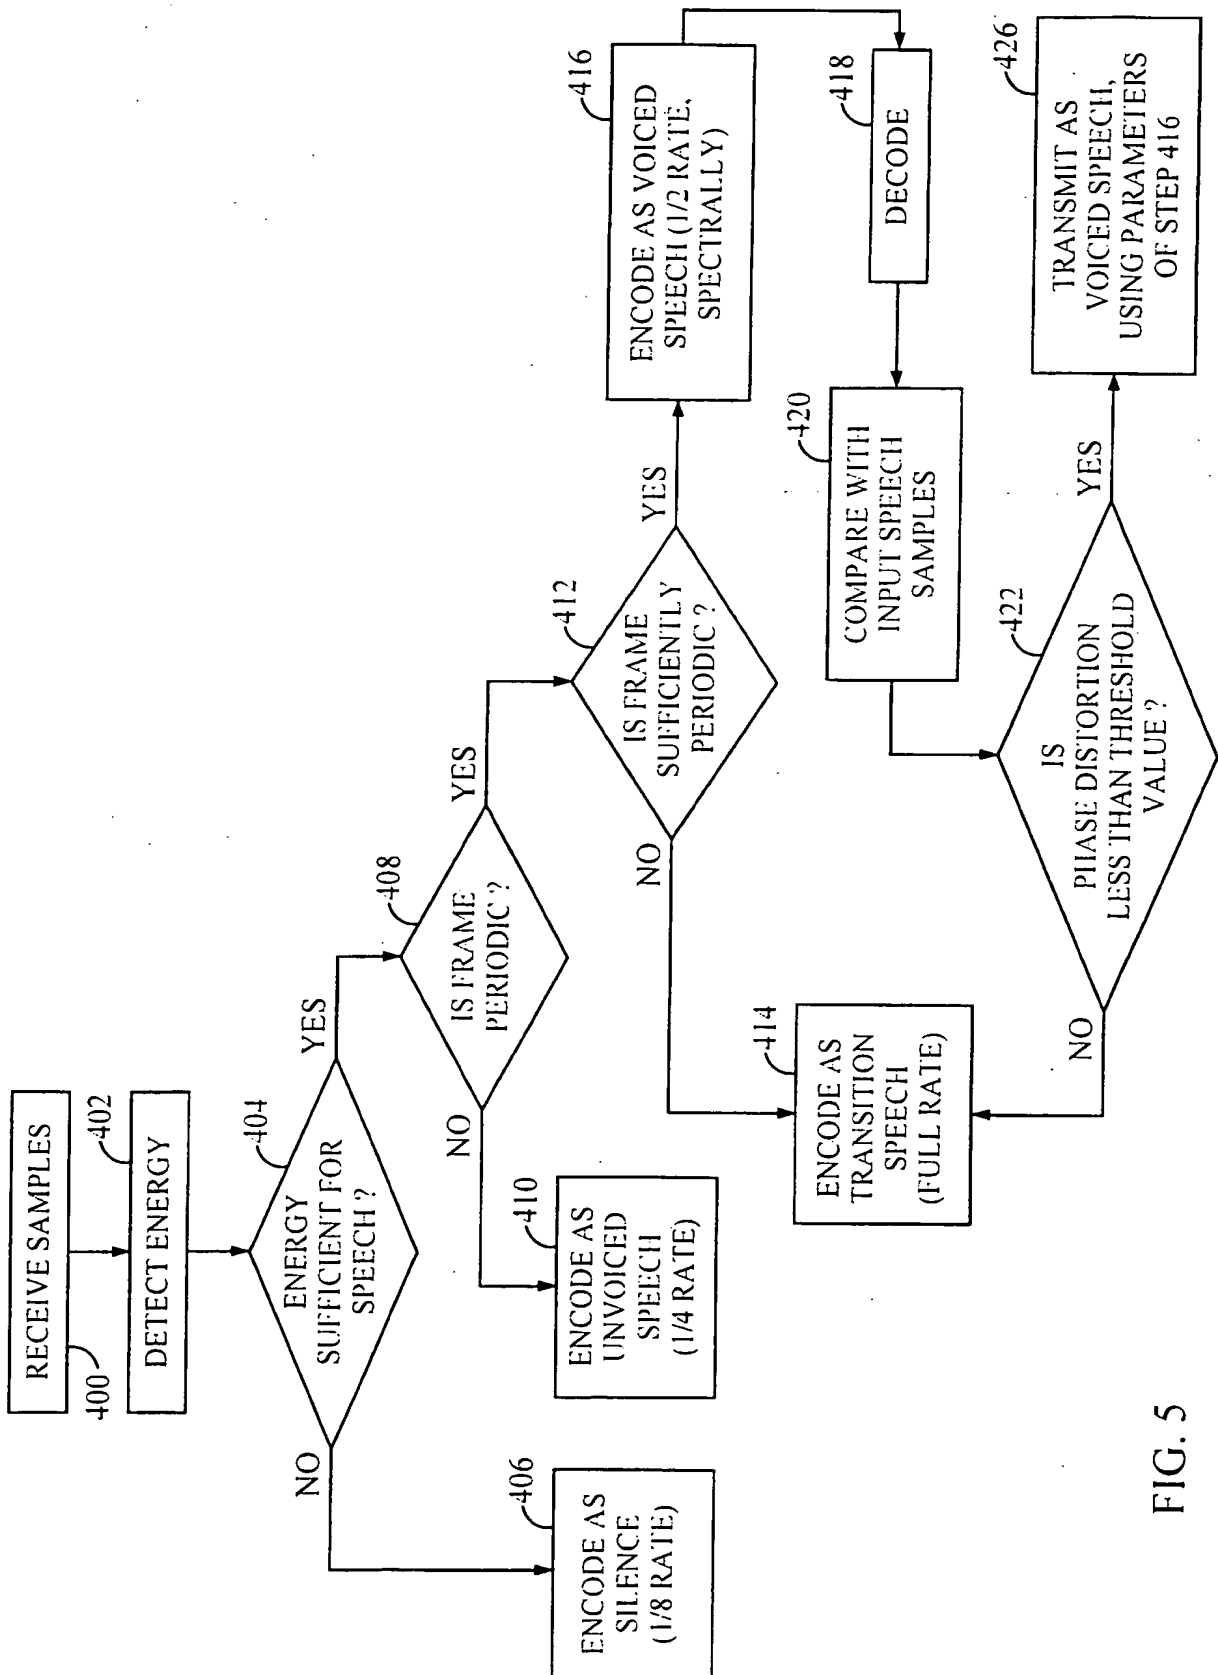 RECEIVE SAMPLES
400
DETECT ENERGY
402
ENERGY
SUFFICIENT FOR
SPEECH ?
404
NO
YES
ENCODE AS
SILENCE
(1/8 RATE)
406
IS FRAME
PERIODIC ?
408
NO
YES
ENCODE AS
UNVOICED
SPEECH
(1/4 RATE)
410
IS FRAME
SUFFICIENTLY
PERIODIC ?
412
NO
YES
ENCODE AS
TRANSITION
SPEECH
(FULL RATE)
414
ENCODE AS VOICED
SPEECH (1/2 RATE,
SPECTRALLY)
416
DECODE
418
COMPARE WITH
INPUT SPEECH
SAMPLES
420
IS
PHASE DISTORTION
LESS THAN THRESHOLD
VALUE ?
422
NO
YES
TRANSMIT AS
VOICED SPEECH,
USING PARAMETERS
OF STEP 416
426
FIG. 5